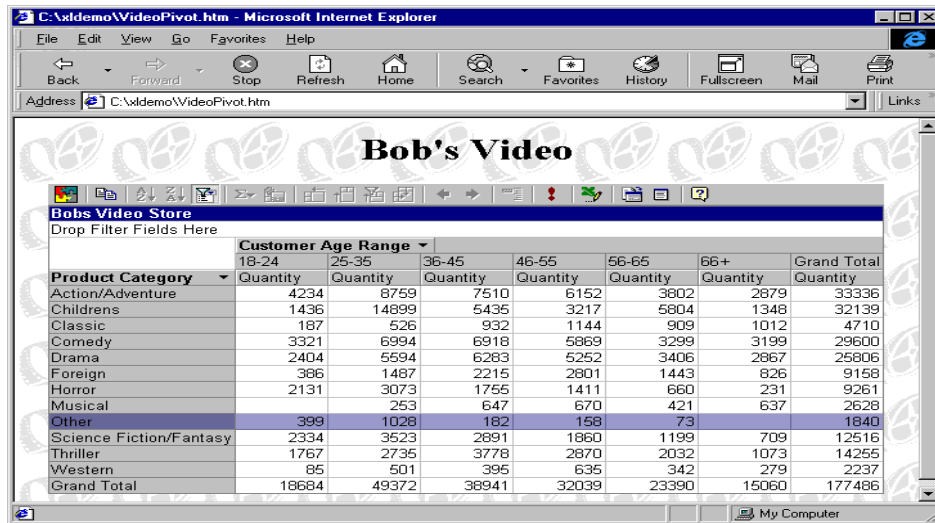 C:\xldemo\VideoPivot.htm - Microsoft Internet Explorer
File Edit View Go Favorites Help
Back Forward Stop Refresh Home Search Favorites History Fullscreen Mail Print
Address C:\xldemo\VideoPivot.htm Links
Bob's Video
Bobs Video Store
Drop Filter Fields Here
Customer Age Range
18-24 25-35 36-45 46-55 56-65 66+ Grand Total
Product Category Quantity Quantity Quantity Quantity Quantity Quantity Quantity
Action/Adventure 4234 8759 7510 6152 3802 2879 33336
Childrens 1436 14899 5435 3217 5804 1348 32139
Classic 187 526 932 1144 909 1012 4710
Comedy 3321 6994 6918 5869 3299 3199 29600
Drama 2404 5594 6283 5252 3406 2867 25806
Foreign 386 1487 2215 2801 1443 826 9158
Horror 2131 3073 1755 1411 660 231 9261
Musical 253 647 670 421 637 2628
Other 399 1028 182 158 73 1840
Science Fiction/Fantasy 2334 3523 2891 1860 1199 709 12516
Thriller 1767 2735 3778 2870 2032 1073 14255
Western 85 501 395 635 342 279 2237
Grand Total 18684 49372 38941 32039 23390 15060 177486
My Computer